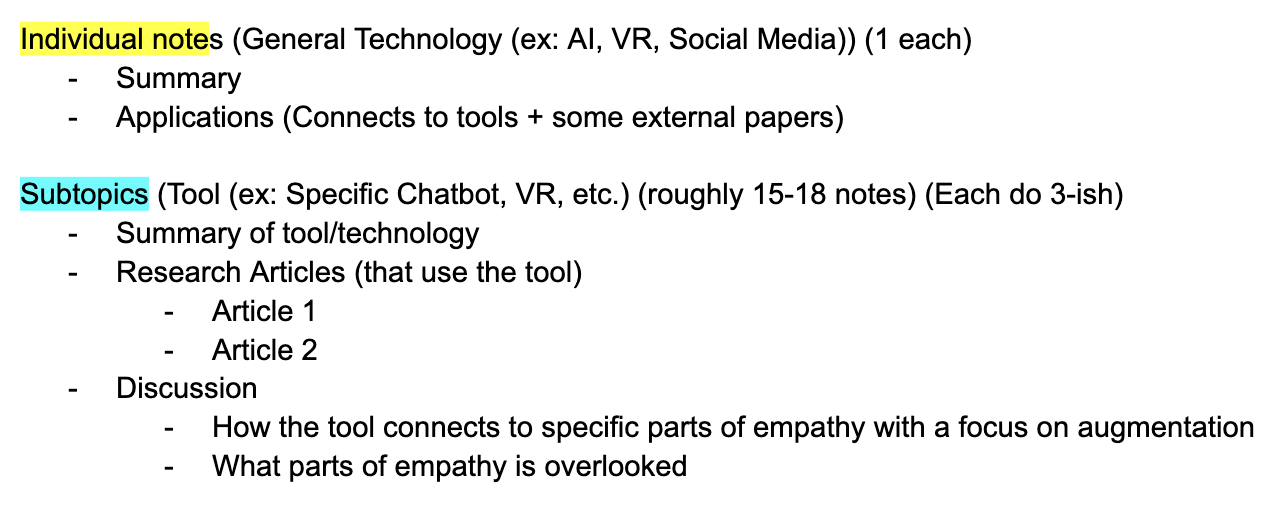 Individual notes (General Technology (ex: AI, VR, Social Media)) (1 each)
- Summary
- Applications (Connects to tools + some external papers)
Subtopics (Tool (ex: Specific Chatbot, VR, etc.) (roughly 15-18 notes) (Each do 3-ish)
- Summary of tool/technology
- Research Articles (that use the tool)
- Article 1
- Article 2
- Discussion
- How the tool connects to specific parts of empathy with a focus on augmentation
- What parts of empathy is overlooked